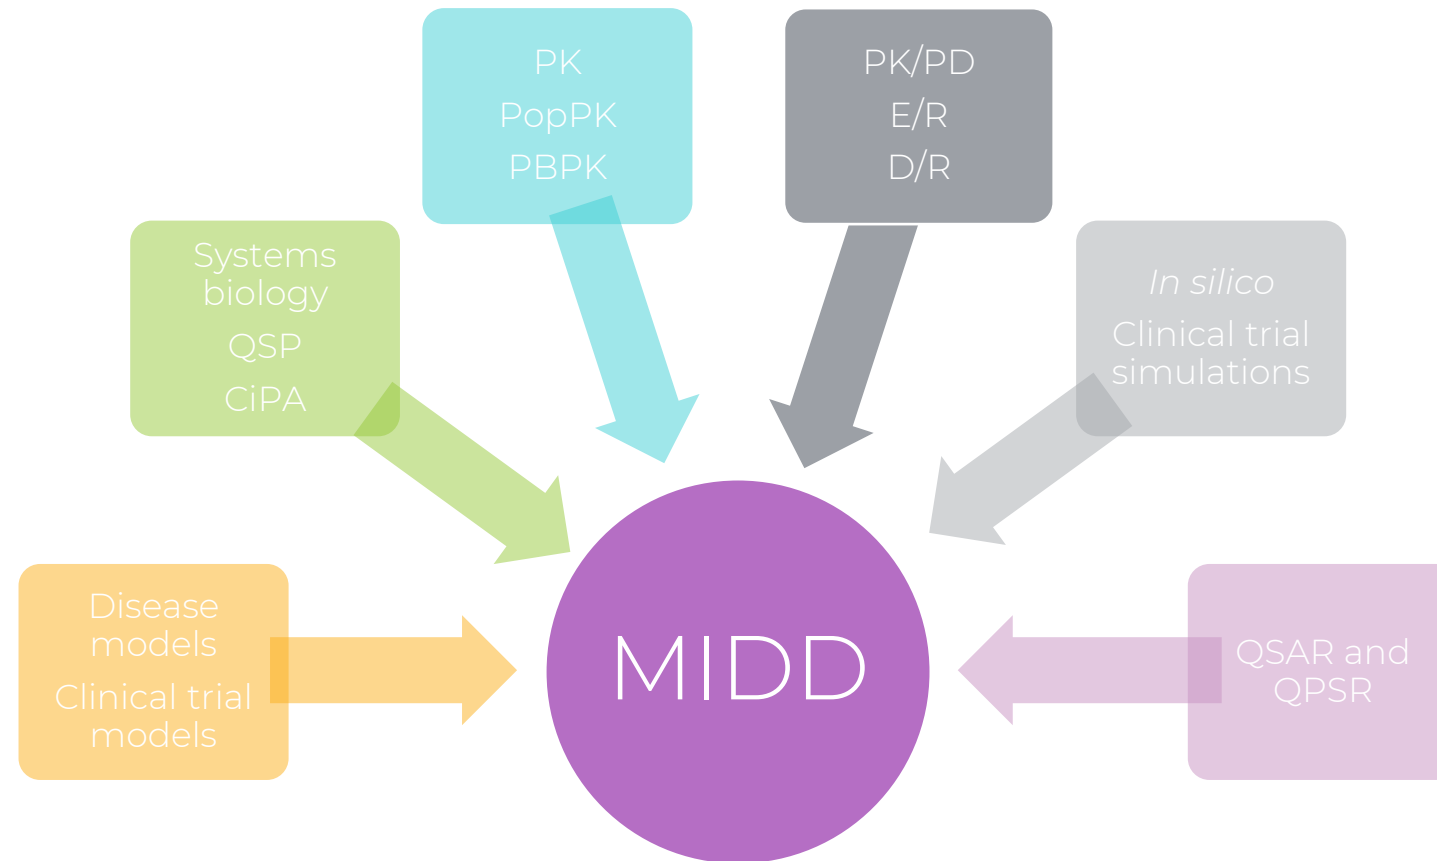 PK
PopPK
PBPK
PK/PD
E/R
D/R
Systems
biology
QSP
CiPA
In silico
Clinical trial
simulations
Disease
models
Clinical trial
models
MIDD
QSAR and
QPSR